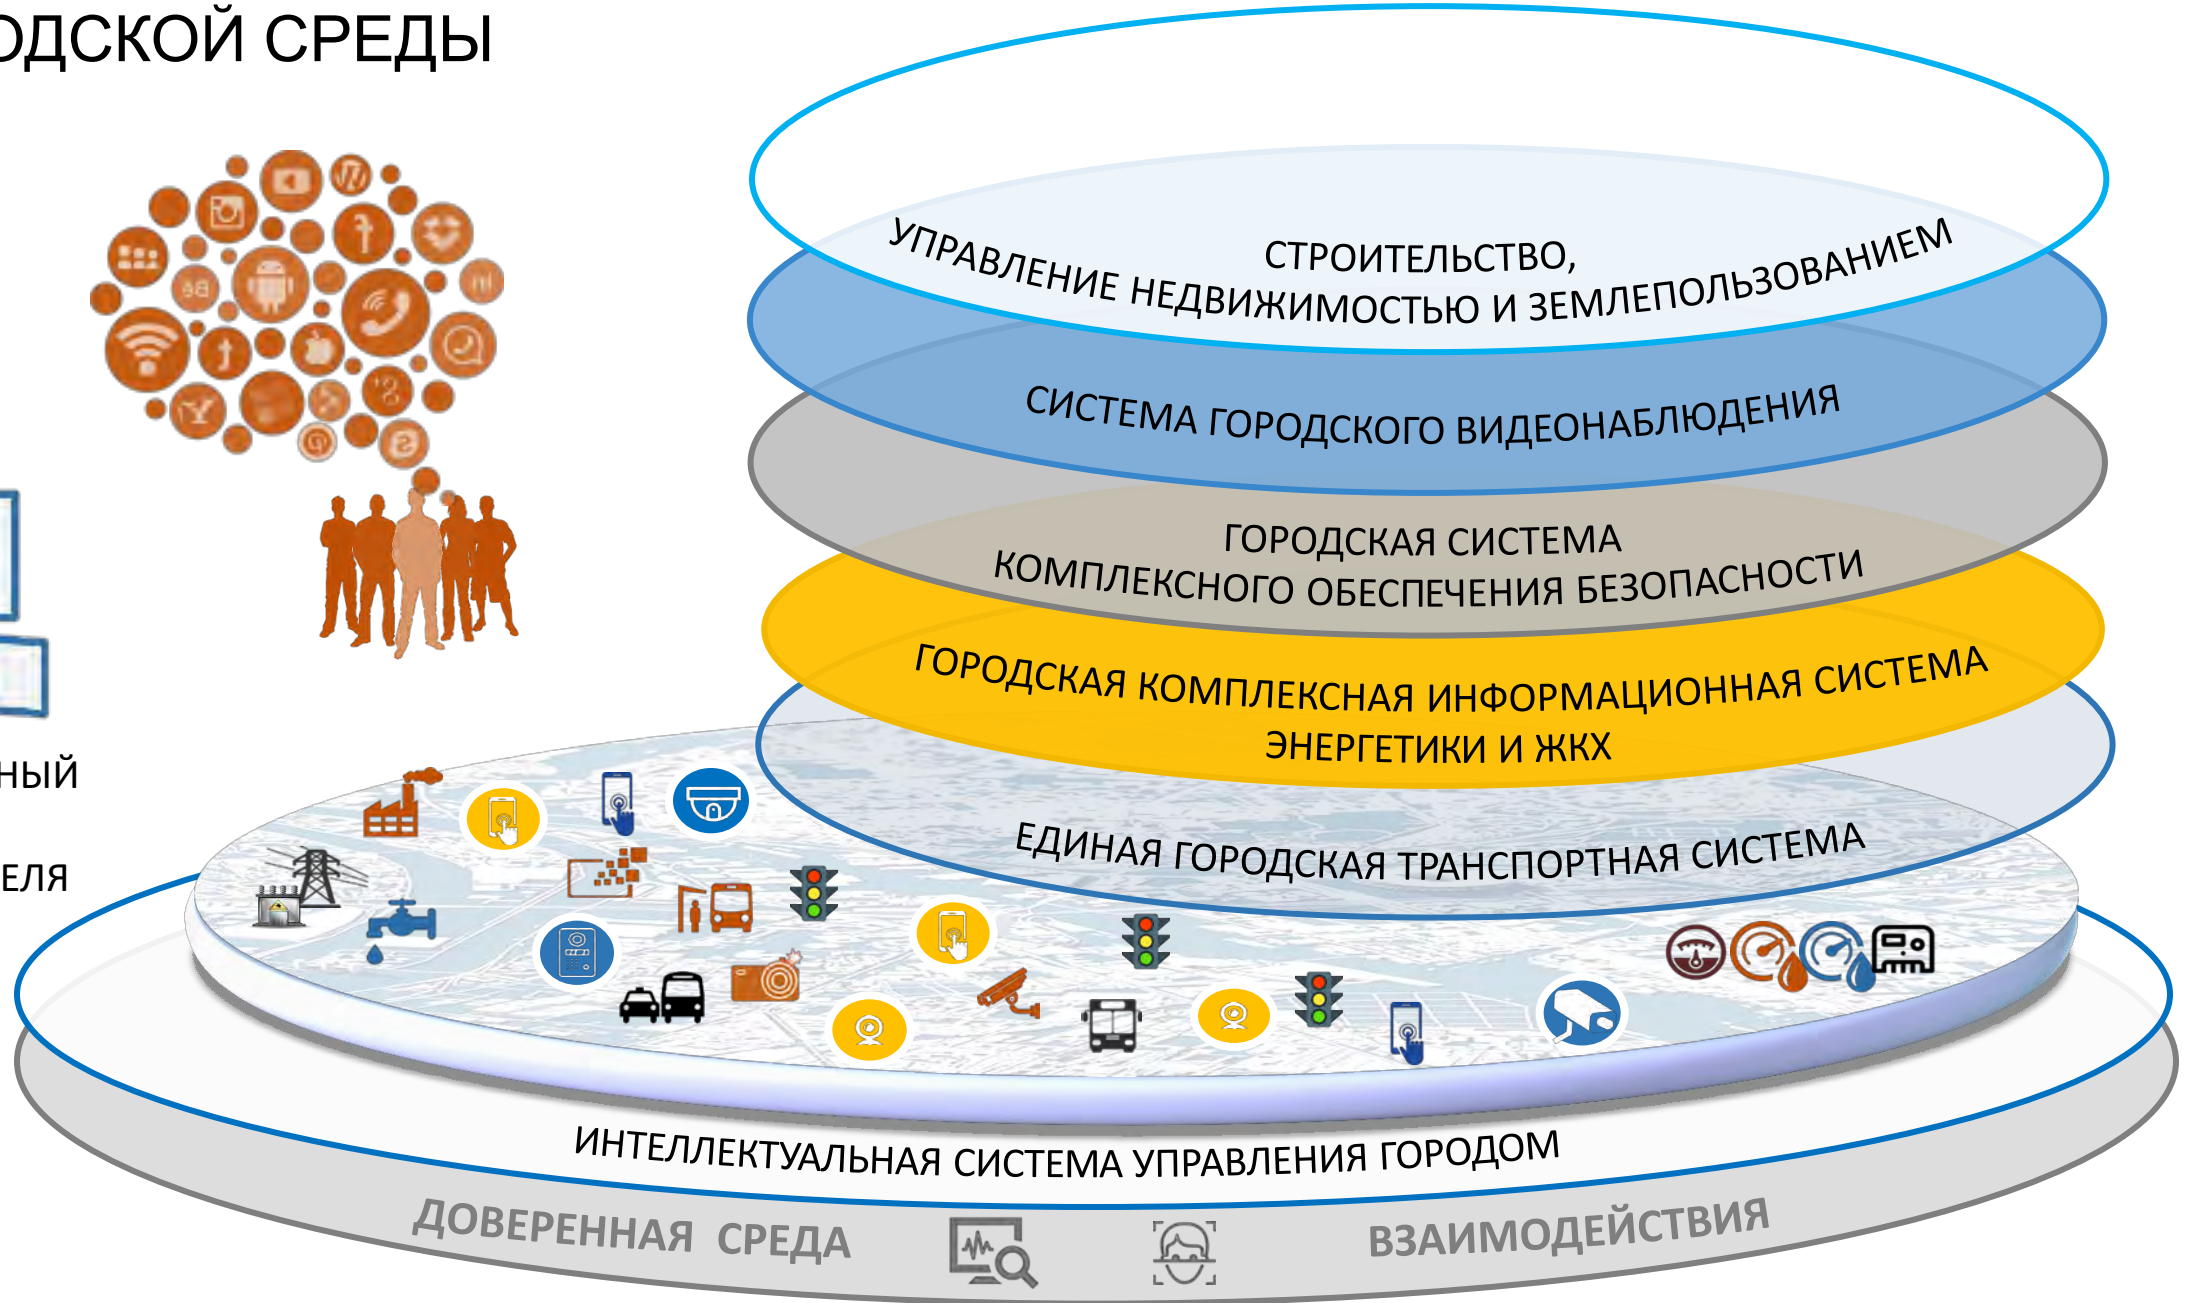 ОДСКОЙ СРЕДЫ
СТРОИТЕЛЬСТВО,
УПРАВЛЕНИЕ НЕДВИЖИМОСТЬЮ И ЗЕМЛЕПОЛЬЗОВАНИЕМ
СИСТЕМА ГОРОДСКОГО ВИДЕОНАБЛЮДЕНИЯ
ГОРОДСКАЯ СИСТЕМА
КОМПЛЕКСНОГО ОБЕСПЕЧЕНИЯ БЕЗОПАСНОСТИ
ГОРОДСКАЯ КОМПЛЕКСНАЯ ИНФОРМАЦИОННАЯ СИСТЕМА
ЭНЕРГЕТИКИ И ЖКХ
НЫЙ
ЕЛЯ
ЕДИНАЯ ГОРОДСКАЯ ТРАНСПОРТНАЯ СИСТЕМА
ИНТЕЛЛЕКТУАЛЬНАЯ СИСТЕМА УПРАВЛЕНИЯ ГОРОДОМ
ДОВЕРЕННАЯ СРЕДА ВЗАИМОДЕЙСТВИЯ